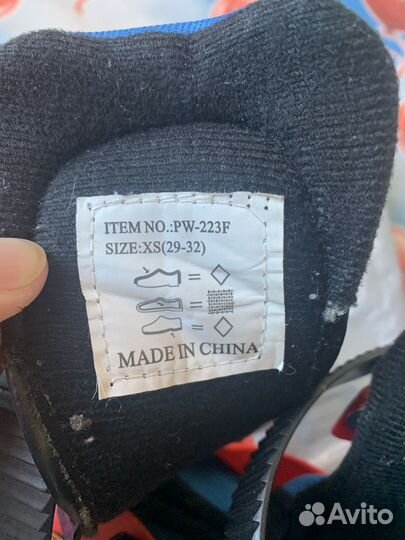 ITEM NO.:PW-223F
SIZE:XS(29-32)
=
=
=
MADE IN CHINA
Avito